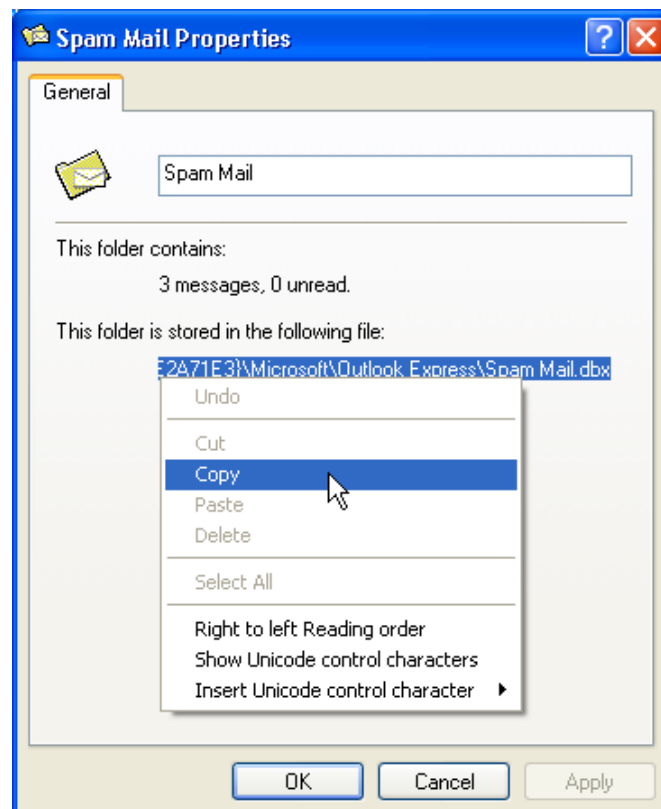 Spam Mail Properties
General
Spam Mail
This folder contains:
3 messages, 0 unread.
This folder is stored in the following file:
E2A71E3}\Microsoft\Outlook Express\Spam Mail.dbx
Undo
Cut
Copy
Paste
Delete
Select All
Right to left Reading order
Show Unicode control characters
Insert Unicode control character
OK Cancel Apply